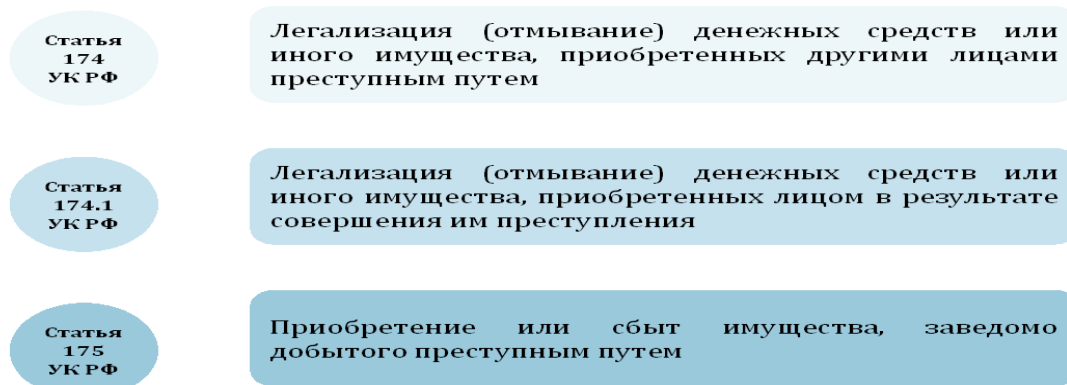 Статья
174
УК РФ
Легализация (отмывание) денежных средств или
иного имущества, приобретенных другими лицами
преступным путем
Статья
174.1
УК РФ
Легализация (отмывание) денежных средств или
иного имущества, приобретенных лицом в результате
совершения им преступления
Статья
175
УК РФ
Приобретение или сбыт имущества, заведомо
добытого преступным путем